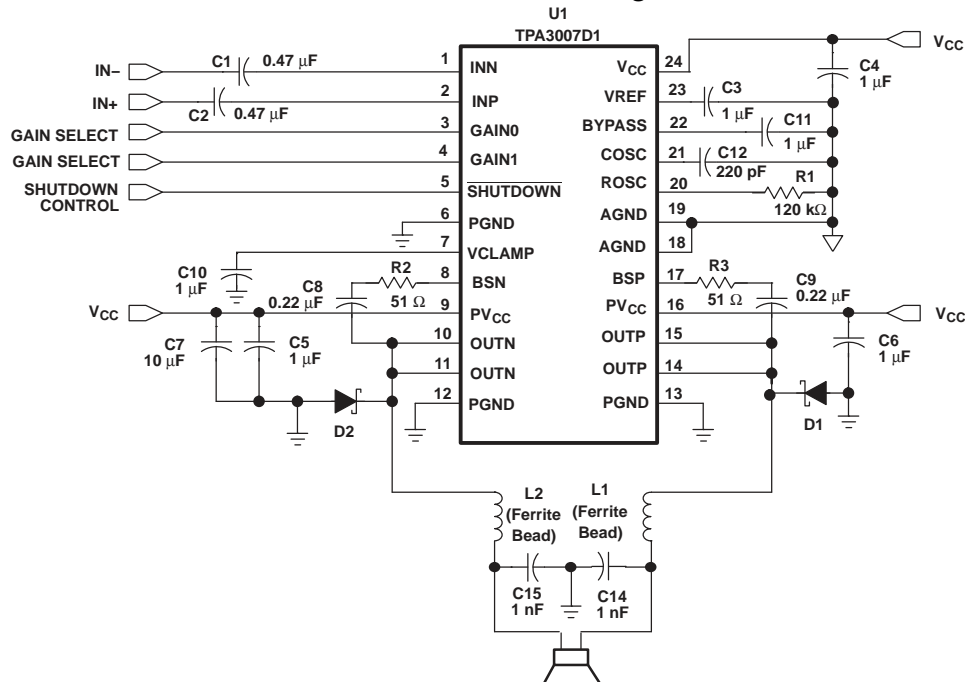 U1
TPA3007D1
IN−
C1
0.47 µF
1
INN
IN+
C2
0.47 µF
2
INP
GAIN SELECT
3
GAIN0
GAIN SELECT
4
GAIN1
SHUTDOWN
CONTROL
5
SHUTDOWN
6
PGND
7
VCLAMP
C10
1 µF
R2
51 Ω
8
BSN
C8
0.22 µF
VCC
9
PVCC
C7
10 µF
C5
1 µF
10
OUTN
11
OUTN
12
PGND
D2
VCC
24
VCC
C4
1 µF
VREF
23
C3
1 µF
BYPASS
22
C11
1 µF
COSC
21
C12
220 pF
ROSC
20
R1
120 kΩ
AGND
19
AGND
18
BSP
17
R3
51 Ω
C9
0.22 µF
PVCC
16
VCC
OUTP
15
C6
1 µF
OUTP
14
PGND
13
D1
L2
(Ferrite
Bead)
L1
(Ferrite
Bead)
C15
1 nF
C14
1 nF